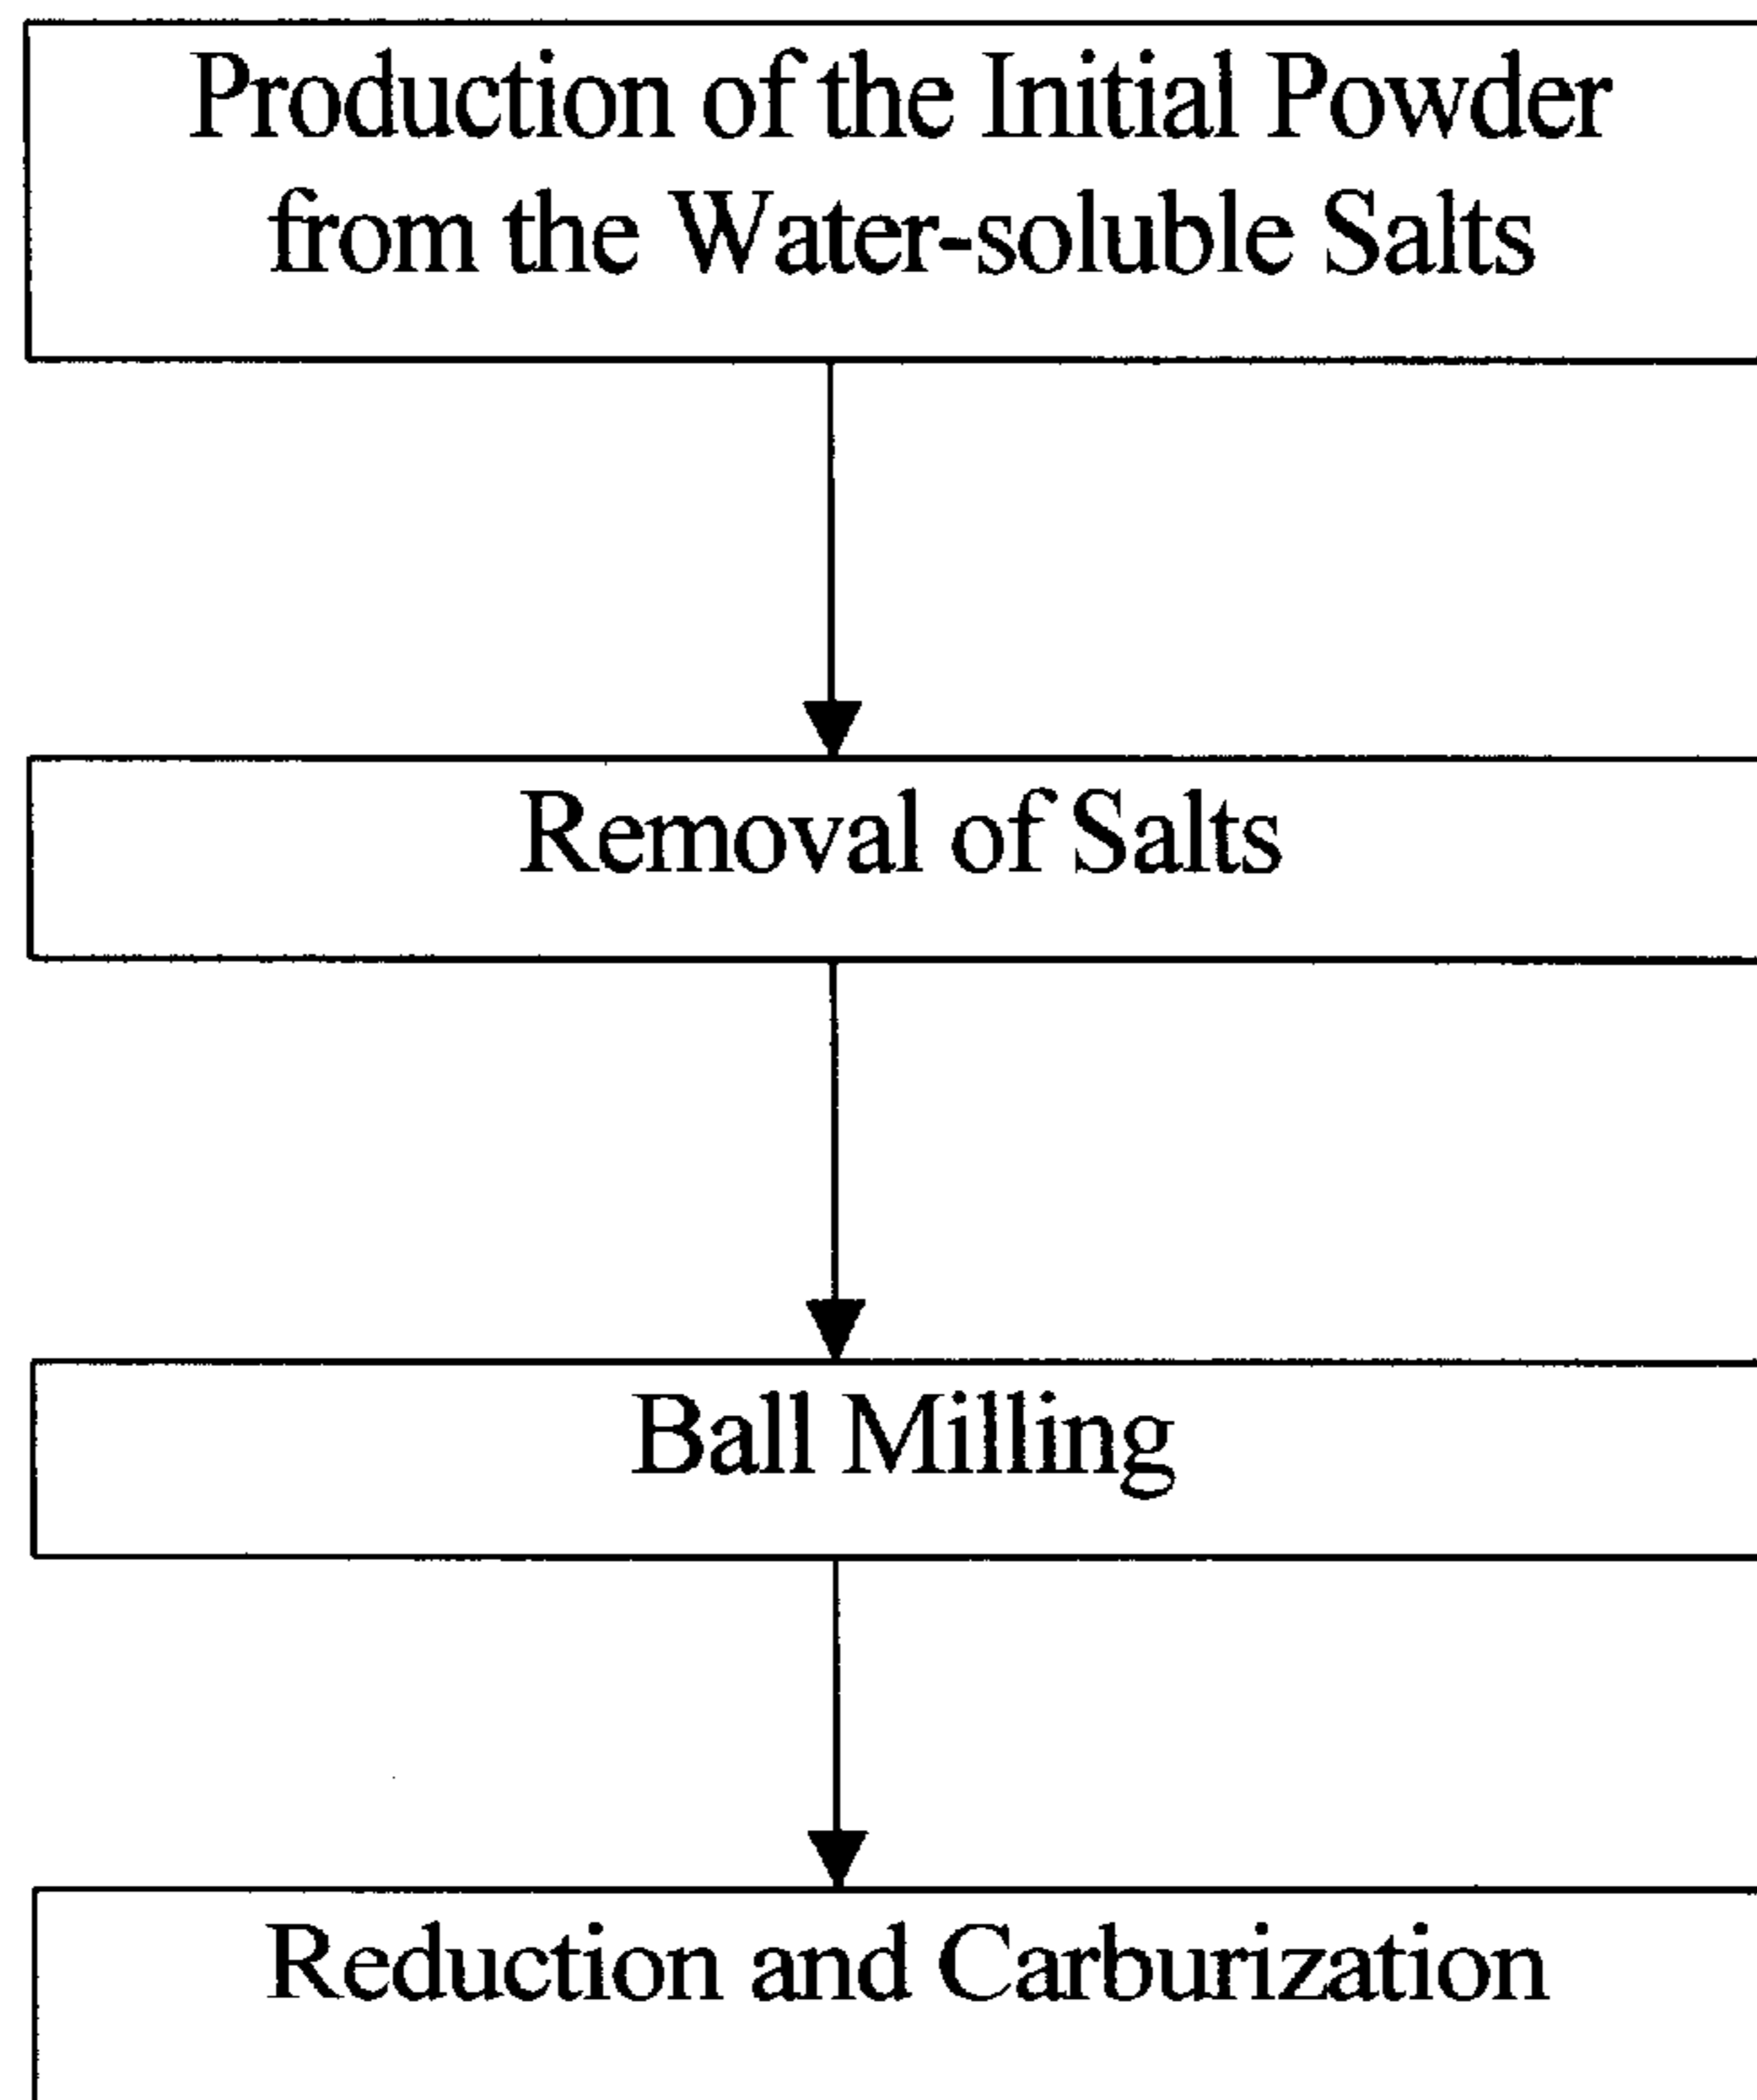 Production of the Initial Powder
from the Water-soluble Salts
Removal of Salts
Ball Milling
Reduction and Carburization